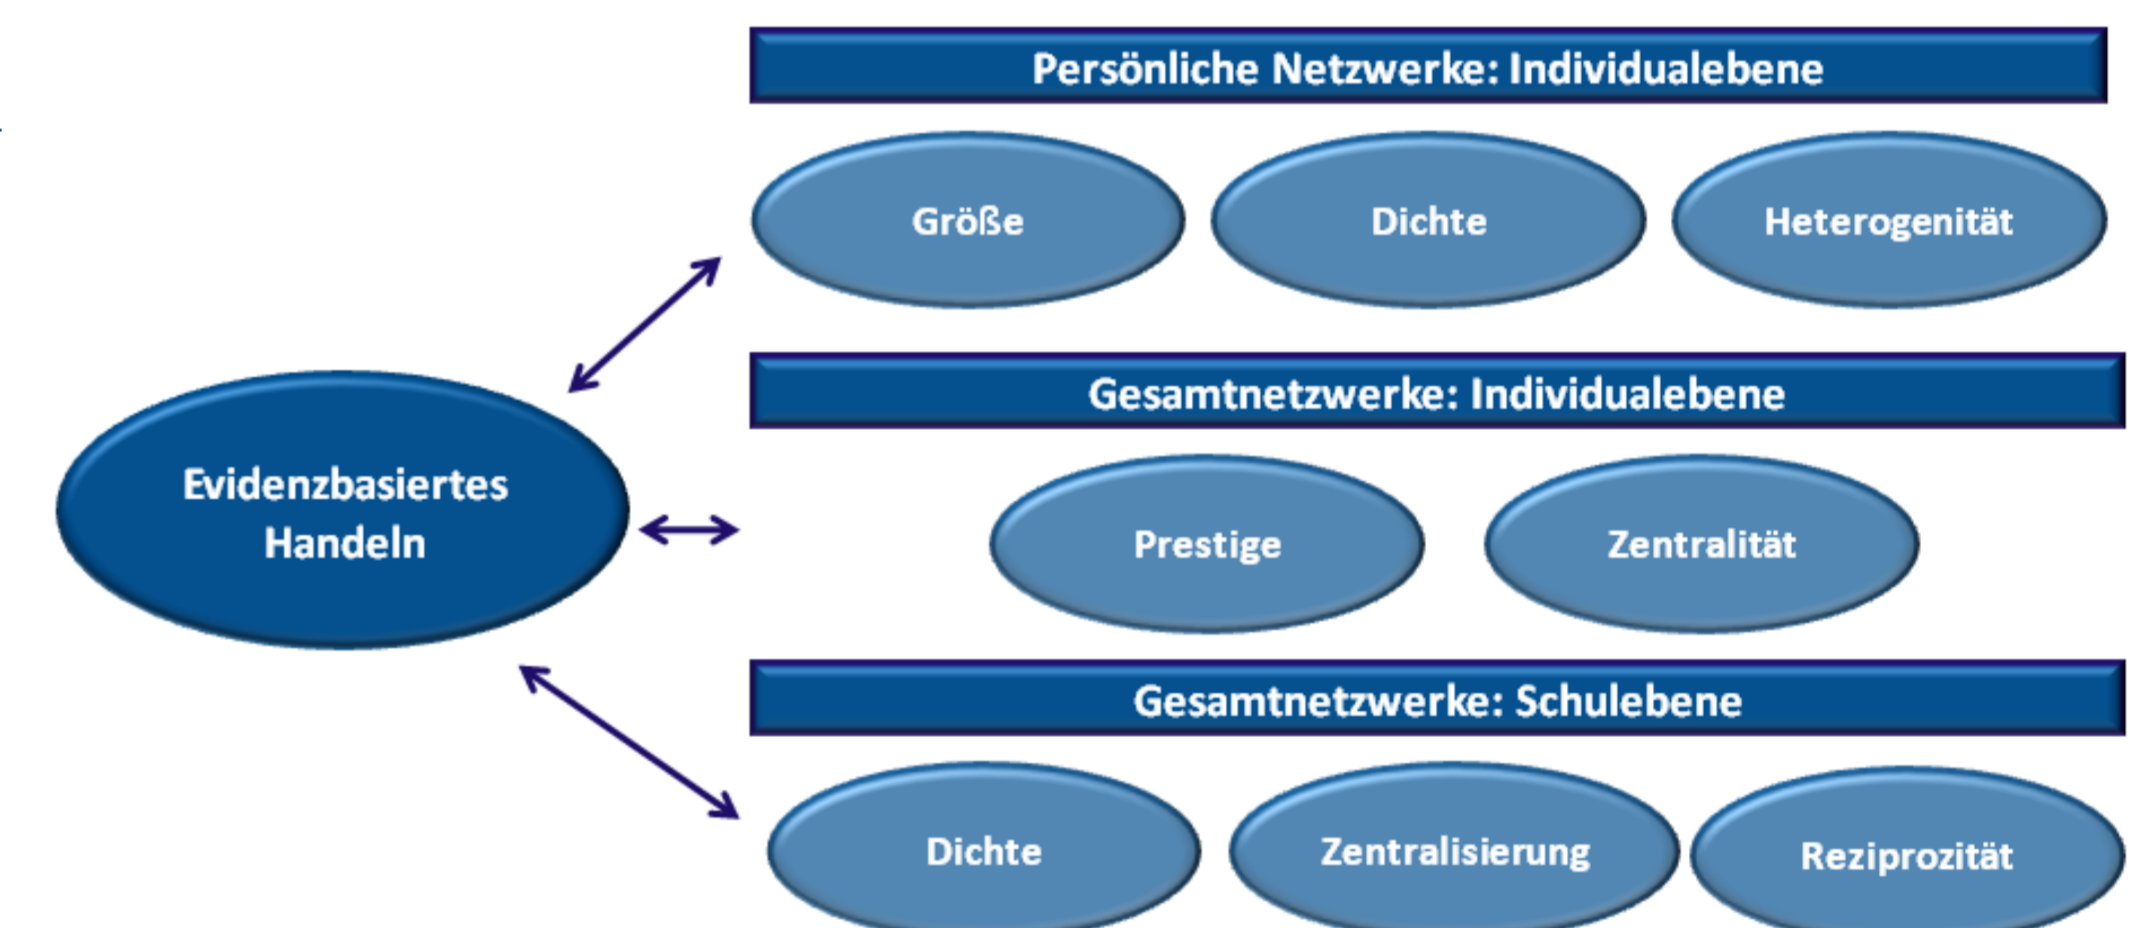 Persönliche Netzwerke: Individualebene
Größe
Dichte
Heterogenität
Evidenzbasiertes
Handeln
Gesamtnetzwerke: Individualebene
Prestige
Zentralität
Gesamtnetzwerke: Schulebene
Dichte
Zentralisierung
Reziprozität